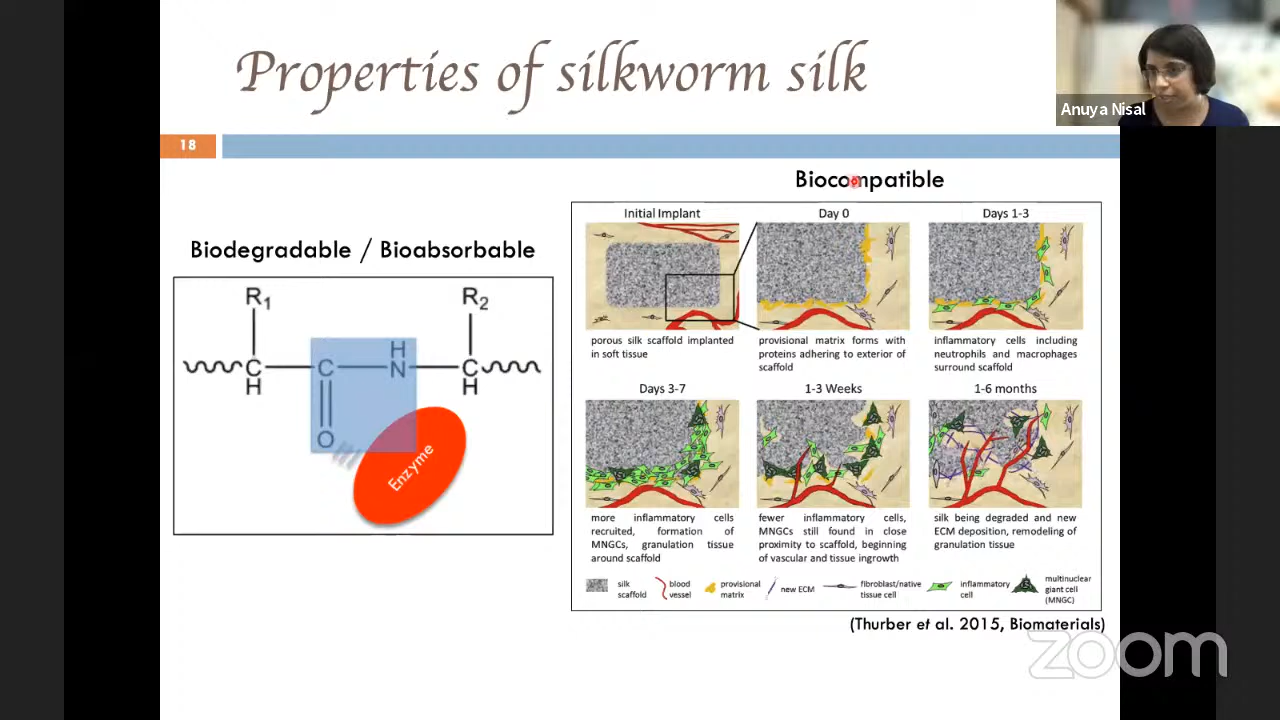 Properties of silkworm silk
Anuya Nisal
18
Biodegradable / Bioabsorbable
R1
R2
H
C
C
N
C
H
H
O
Enzyme
Biocompatible
Initial Implant
porous silk scaffold implanted
in soft tissue
Day 0
provisional matrix forms with
proteins adhering to exterior of
scaffold
Days 1-3
inflammatory cells including
neutrophils and macrophages
surround scaffold
Days 3-7
more inflammatory cells
recruited, formation of
MNGCs, granulation tissue
around scaffold
1-3 Weeks
fewer inflammatory cells,
MNGCs still found in close
proximity to scaffold, beginning
of vascular and tissue ingrowth
1-6 months
silk being degraded and new
ECM deposition, remodeling of
granulation tissue
silk
scaffold
blood
vessel
provisional
matrix
new ECM
fibroblast/native
tissue cell
inflammatory
cell
multinuclear
giant cell
(MNGC)
(Thurber et al. 2015, Biomaterials)
zoom